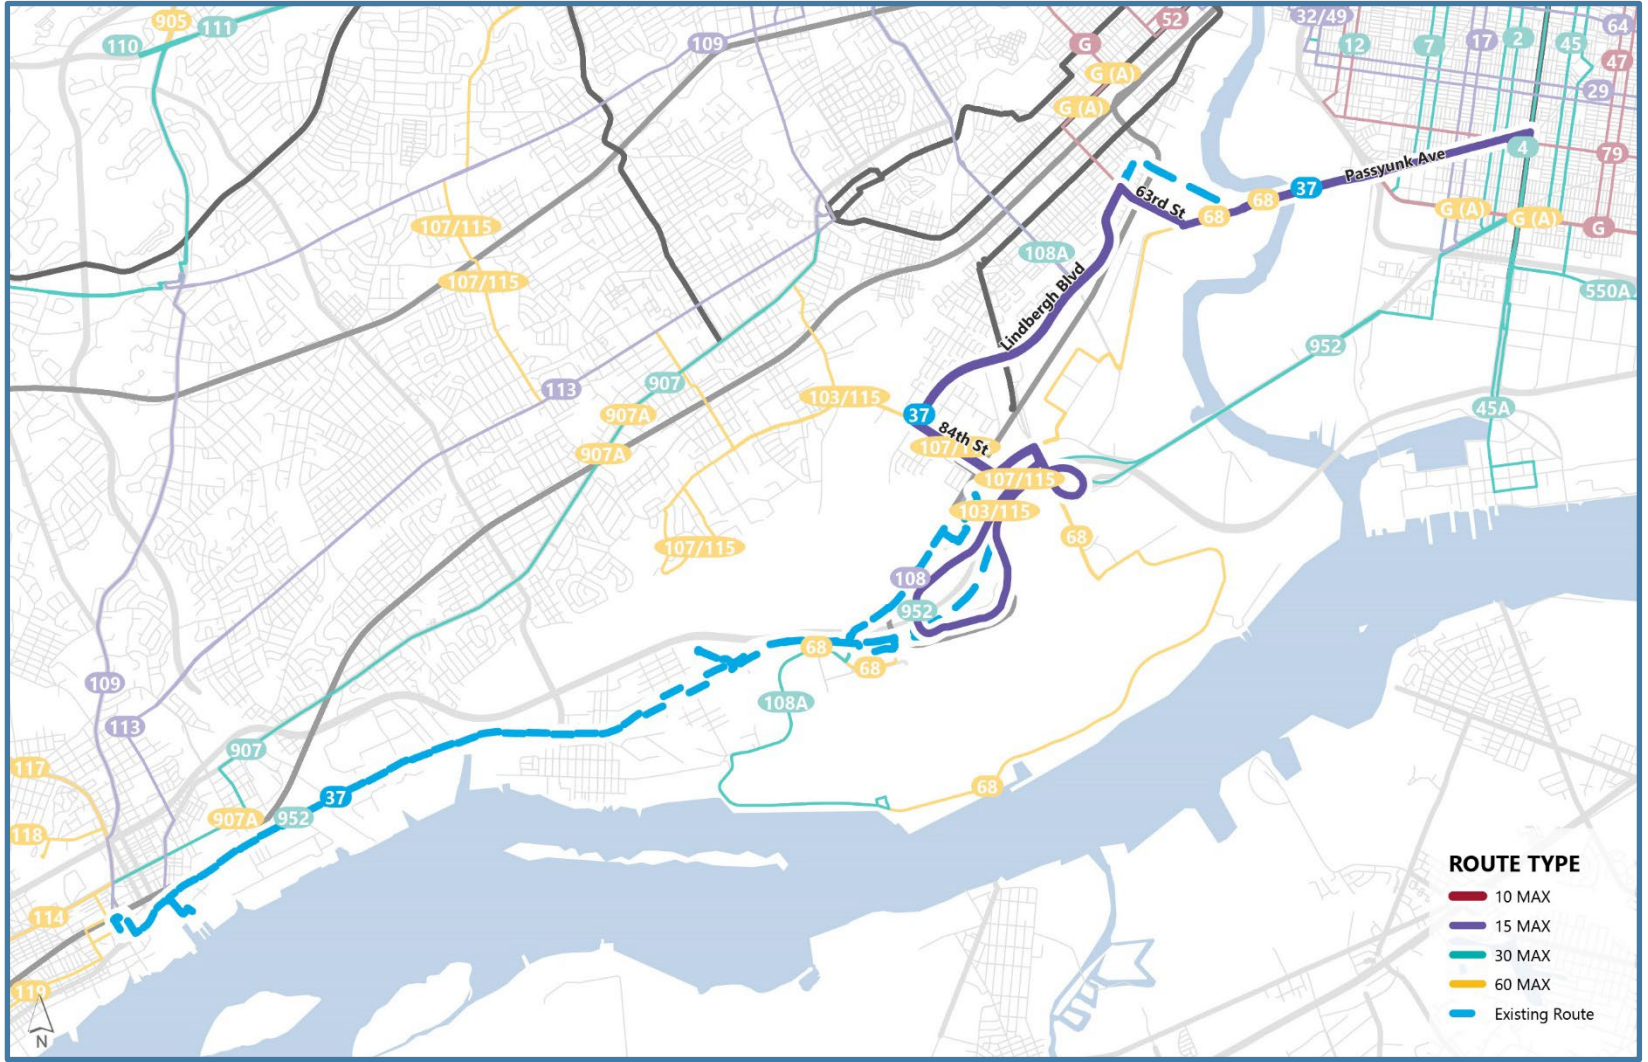 905
111
110
109
52
G
G (A)
G (A)
32/49
12
7
17
2
45
64
47
29
4
79
Passyunk Ave
37
68
68
63rd St
G (A)
G (A)
G
107/115
107/115
108A
550A
Lindbergh Blvd
952
113
907
103/115
907A
45A
37
84th St
907A
107/115
103/115
107/115
68
108
952
68
68
109
108A
113
907
117
68
37
907A
952
118
114
119
N
ROUTE TYPE
10 MAX
15 MAX
30 MAX
60 MAX
Existing Route